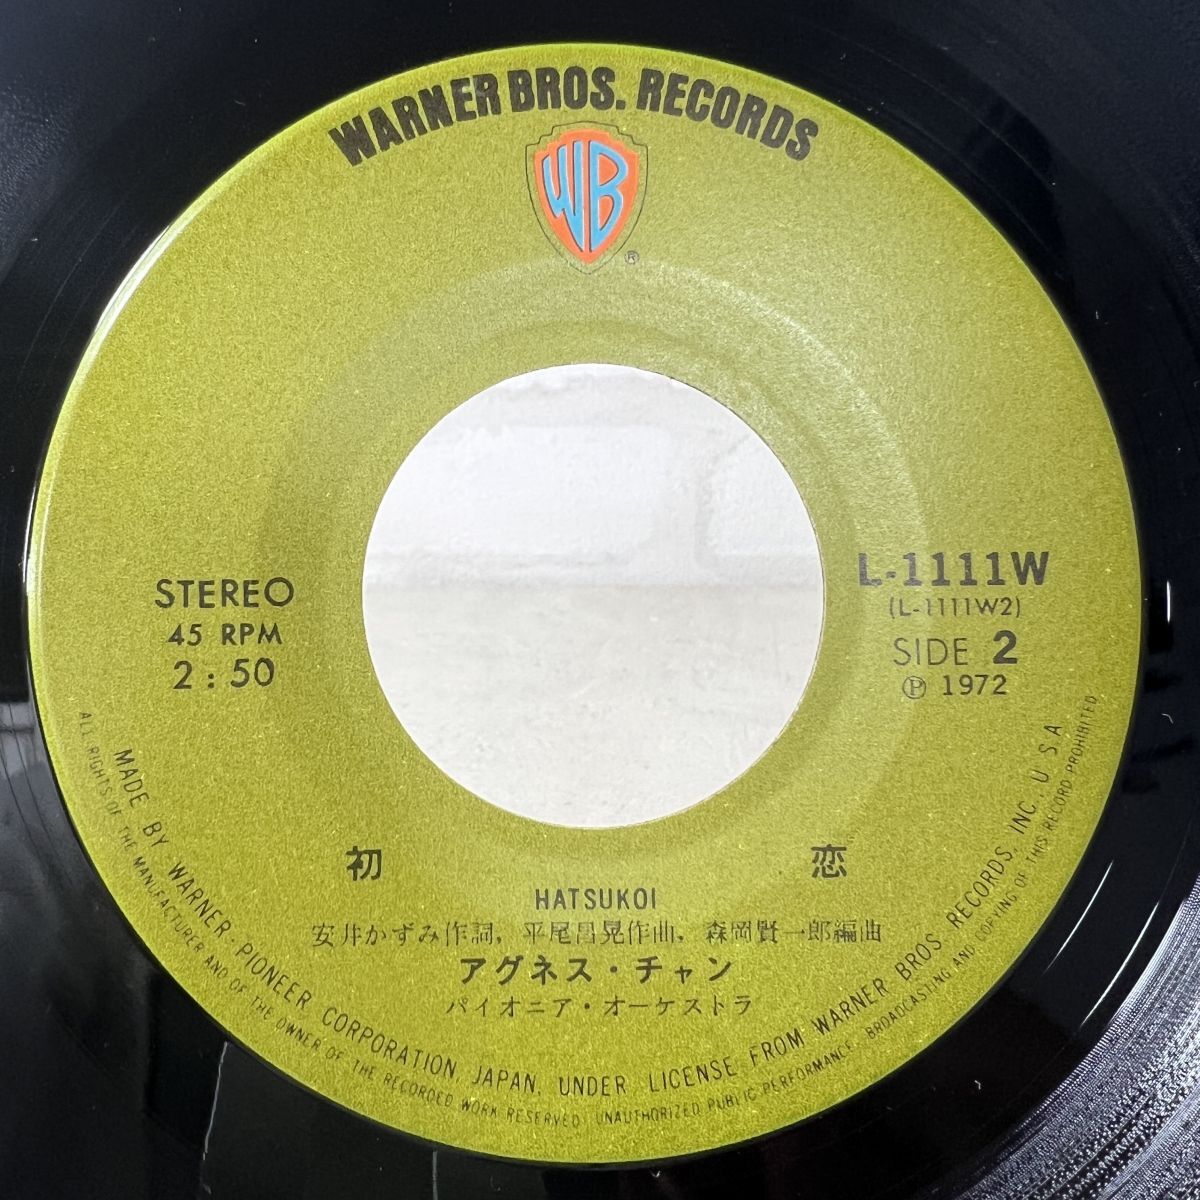 WARNER BROS. RECORDS
WB
®
STEREO
45 RPM
2:50
L-1111W
(L-1111W2)
SIDE 2
Ⓟ 1972
初 恋
HATSUKOI
安井かずみ作詞, 平尾昌晃作曲, 森岡賢一郎編曲
アグネス・チャン
パイオニア・オーケストラ
MADE BY WARNER-PIONEER CORPORATION, JAPAN, UNDER LICENSE FROM WARNER BROS RECORDS, INC., U S A
ALL RIGHTS OF THE MANUFACTURER AND OF THE OWNER OF THE RECORDED WORK RESERVED UNAUTHORIZED PUBLIC PERFORMANCE, BROADCASTING AND COPYING OF THIS RECORD PROHIBITED